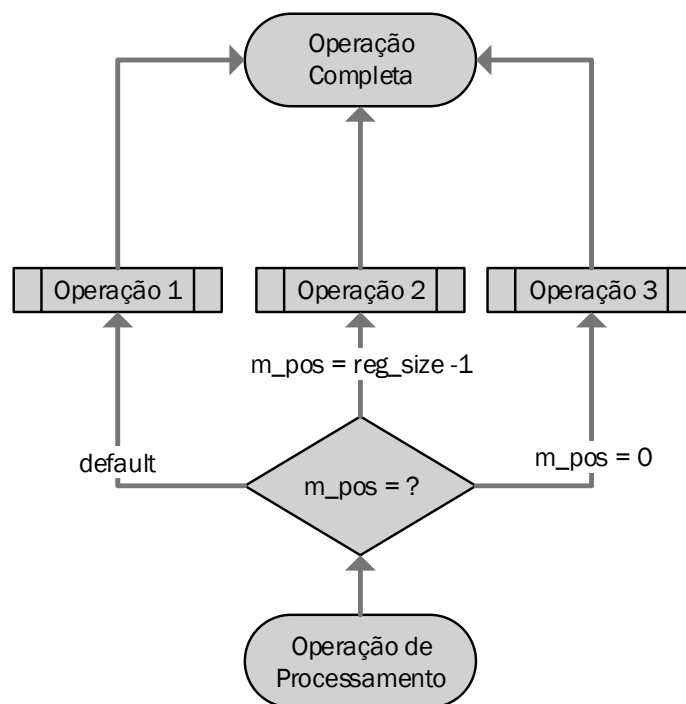 Operação
Completa
Operação 1
Operação 2
Operação 3
m_pos = reg_size -1
default
m_pos = 0
m_pos = ?
Operação de
Processamento